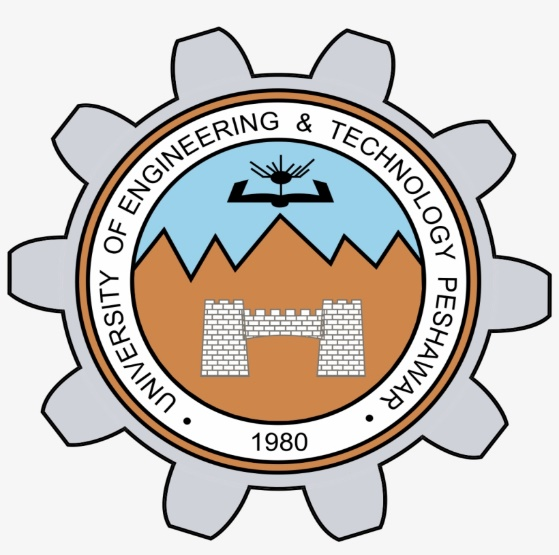 UNIVERSITY OF ENGINEERING & TECHNOLOGY PESHAWAR
1980